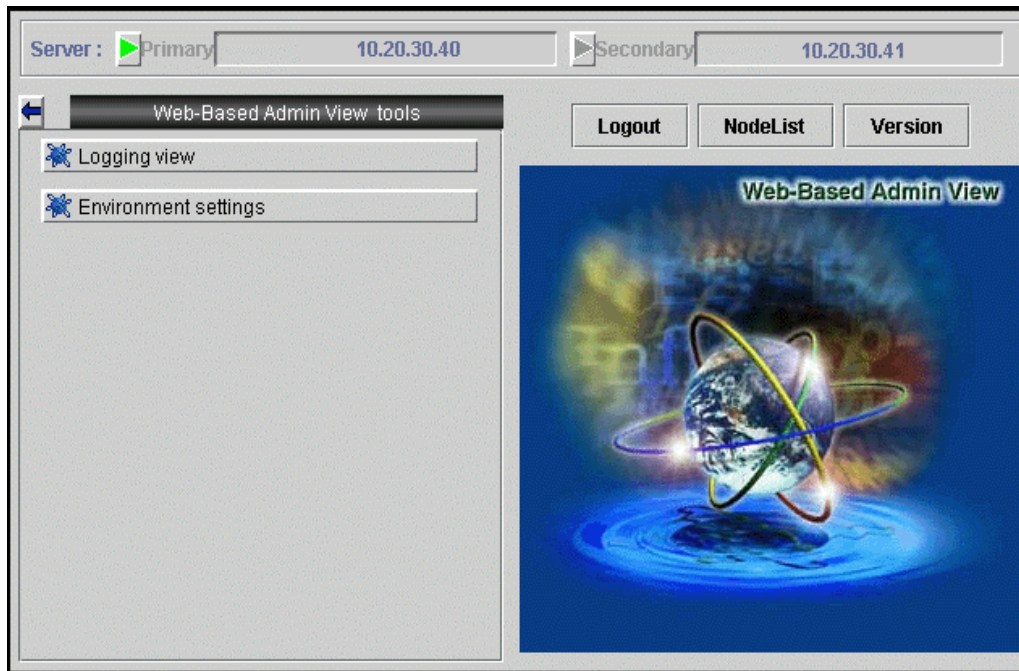 Server : Primary 10.20.30.40 Secondary 10.20.30.41
Web-Based Admin View tools
Logout NodeList Version
Logging view
Environment settings
Web-Based Admin View